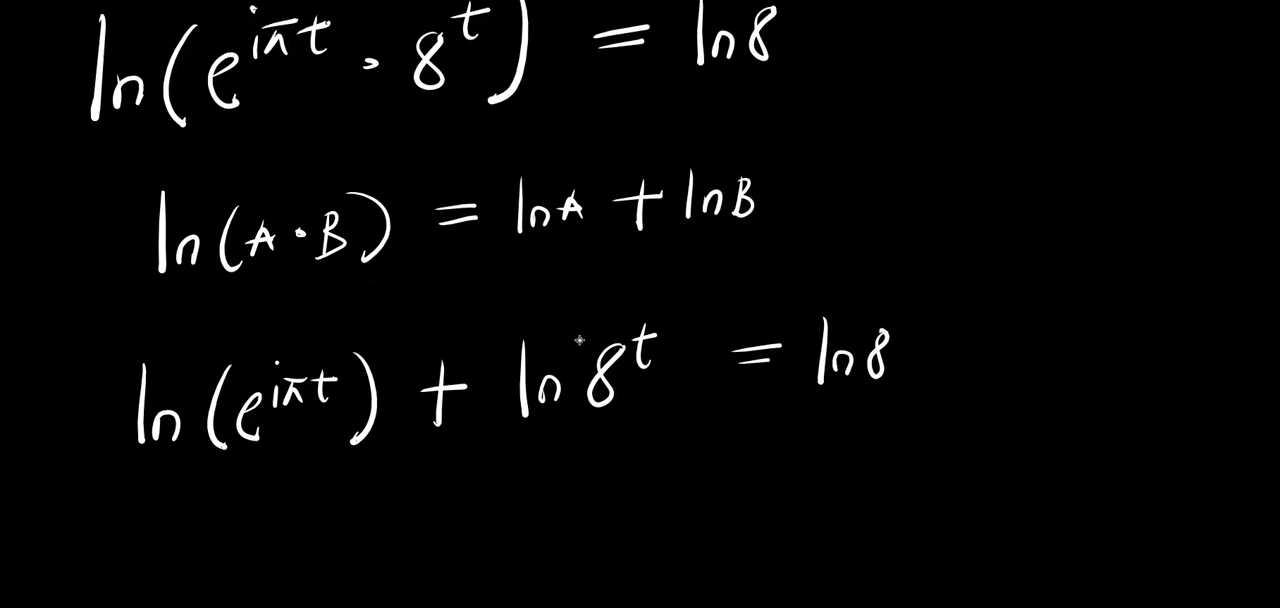 ln(e^{iπt} · 8^t) = ln8
ln(A·B) = lnA + lnB
ln(e^{iπt}) + ln8^t = ln8